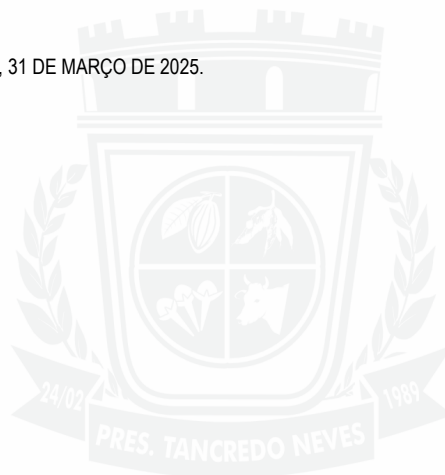 , 31 DE MARÇO DE 2025.
24/02
1989
PRES. TANCREDO NEVES